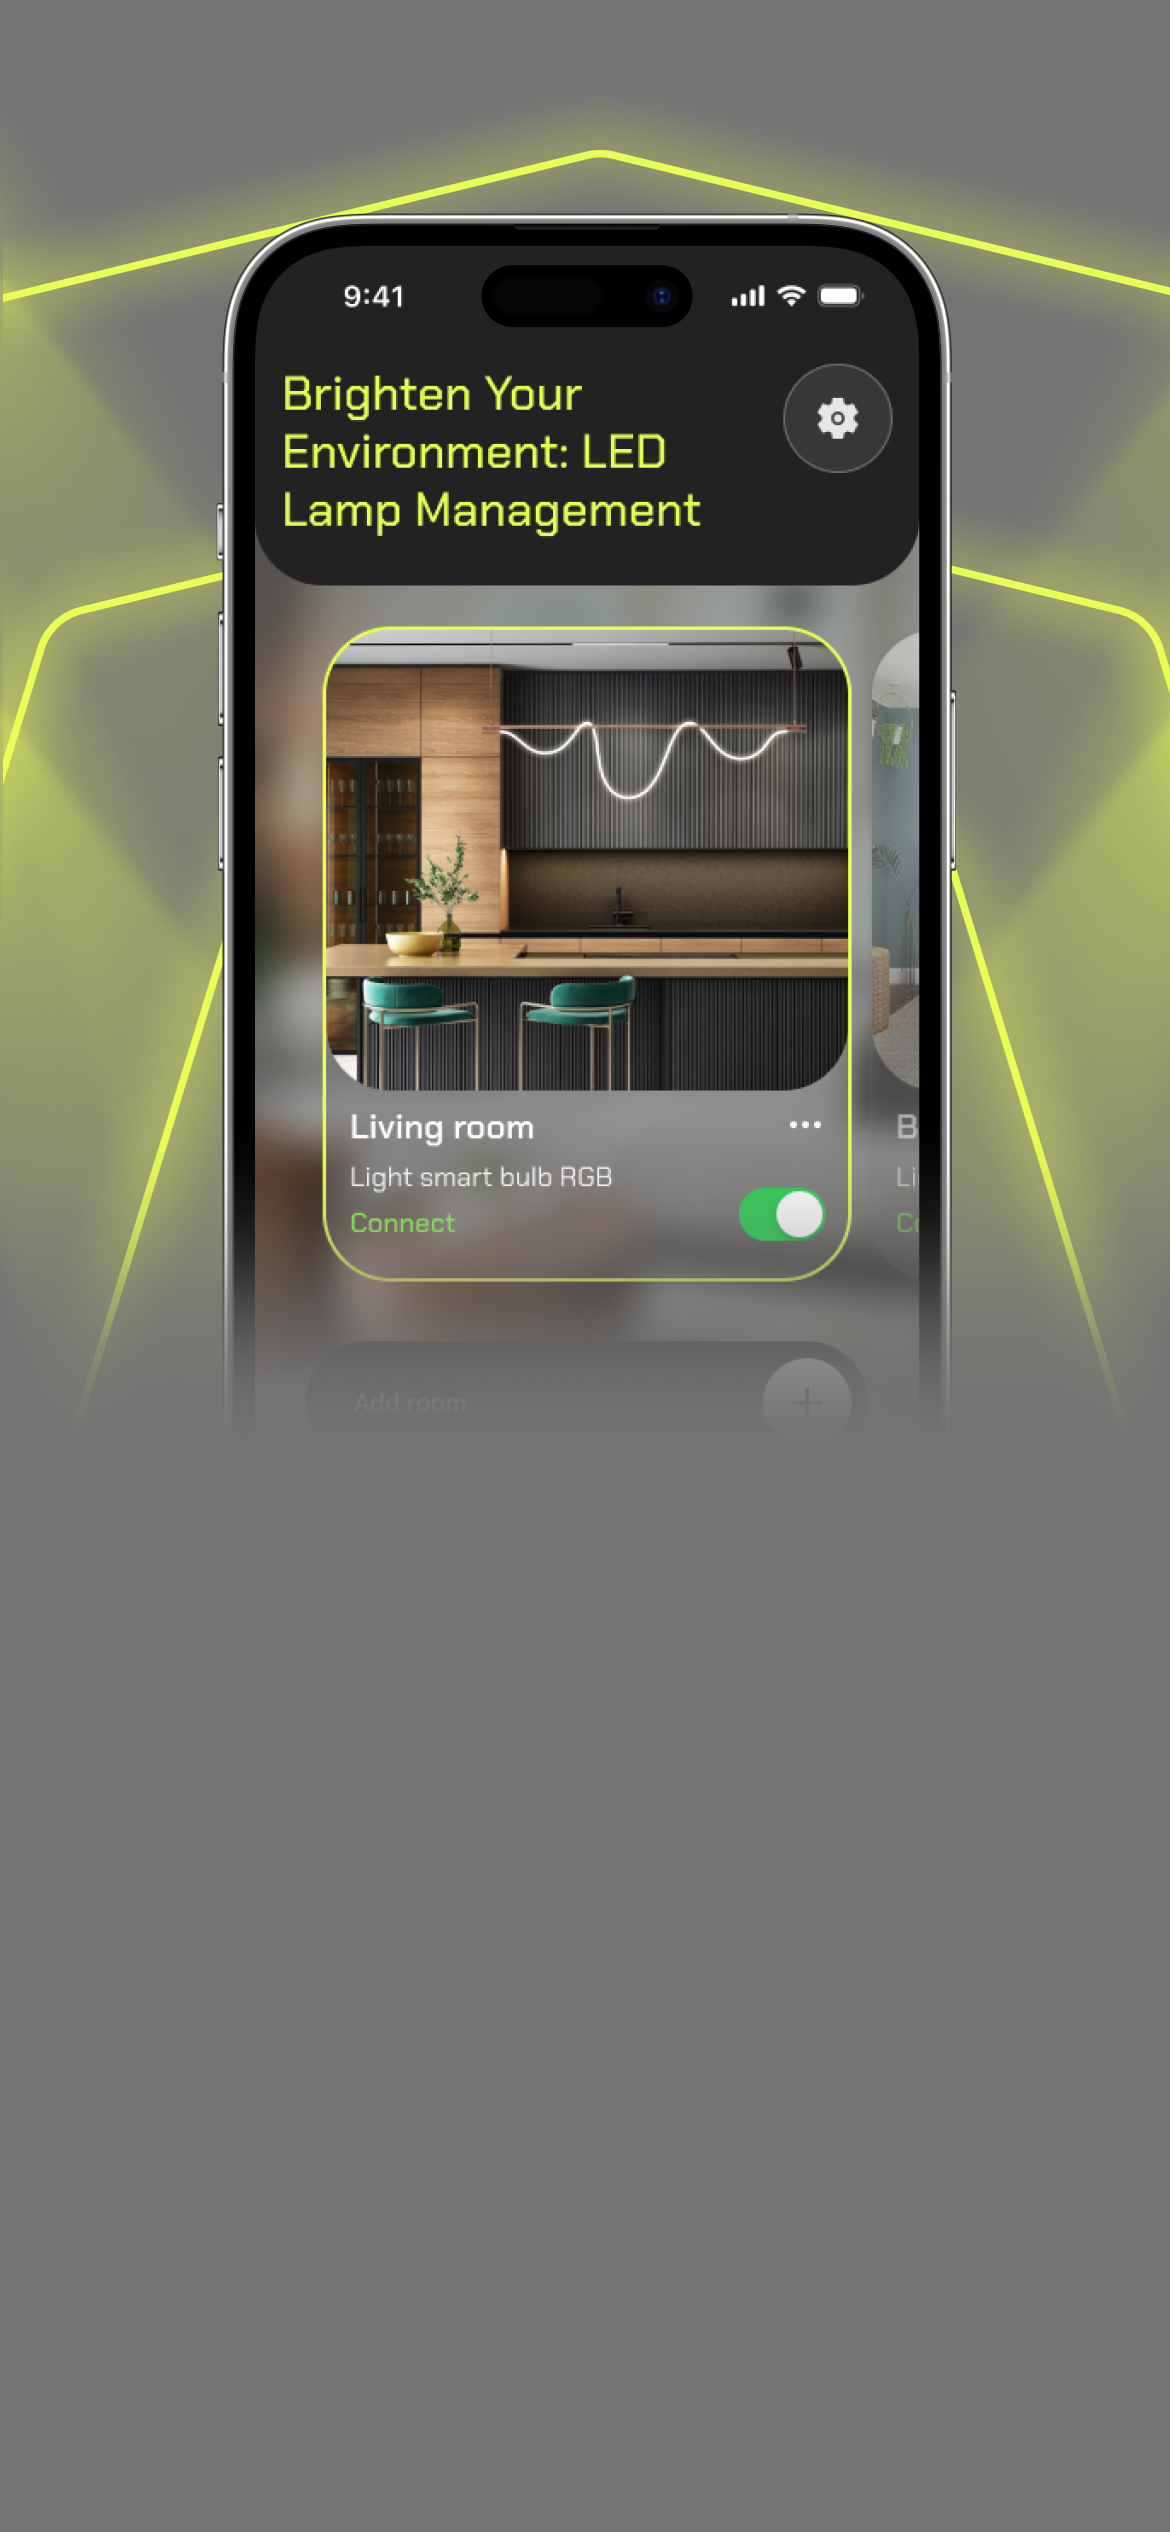 9:41
Brighten Your
Environment: LED
Lamp Management
Living room
Light smart bulb RGB
Connect
B
Li
Co
Add room